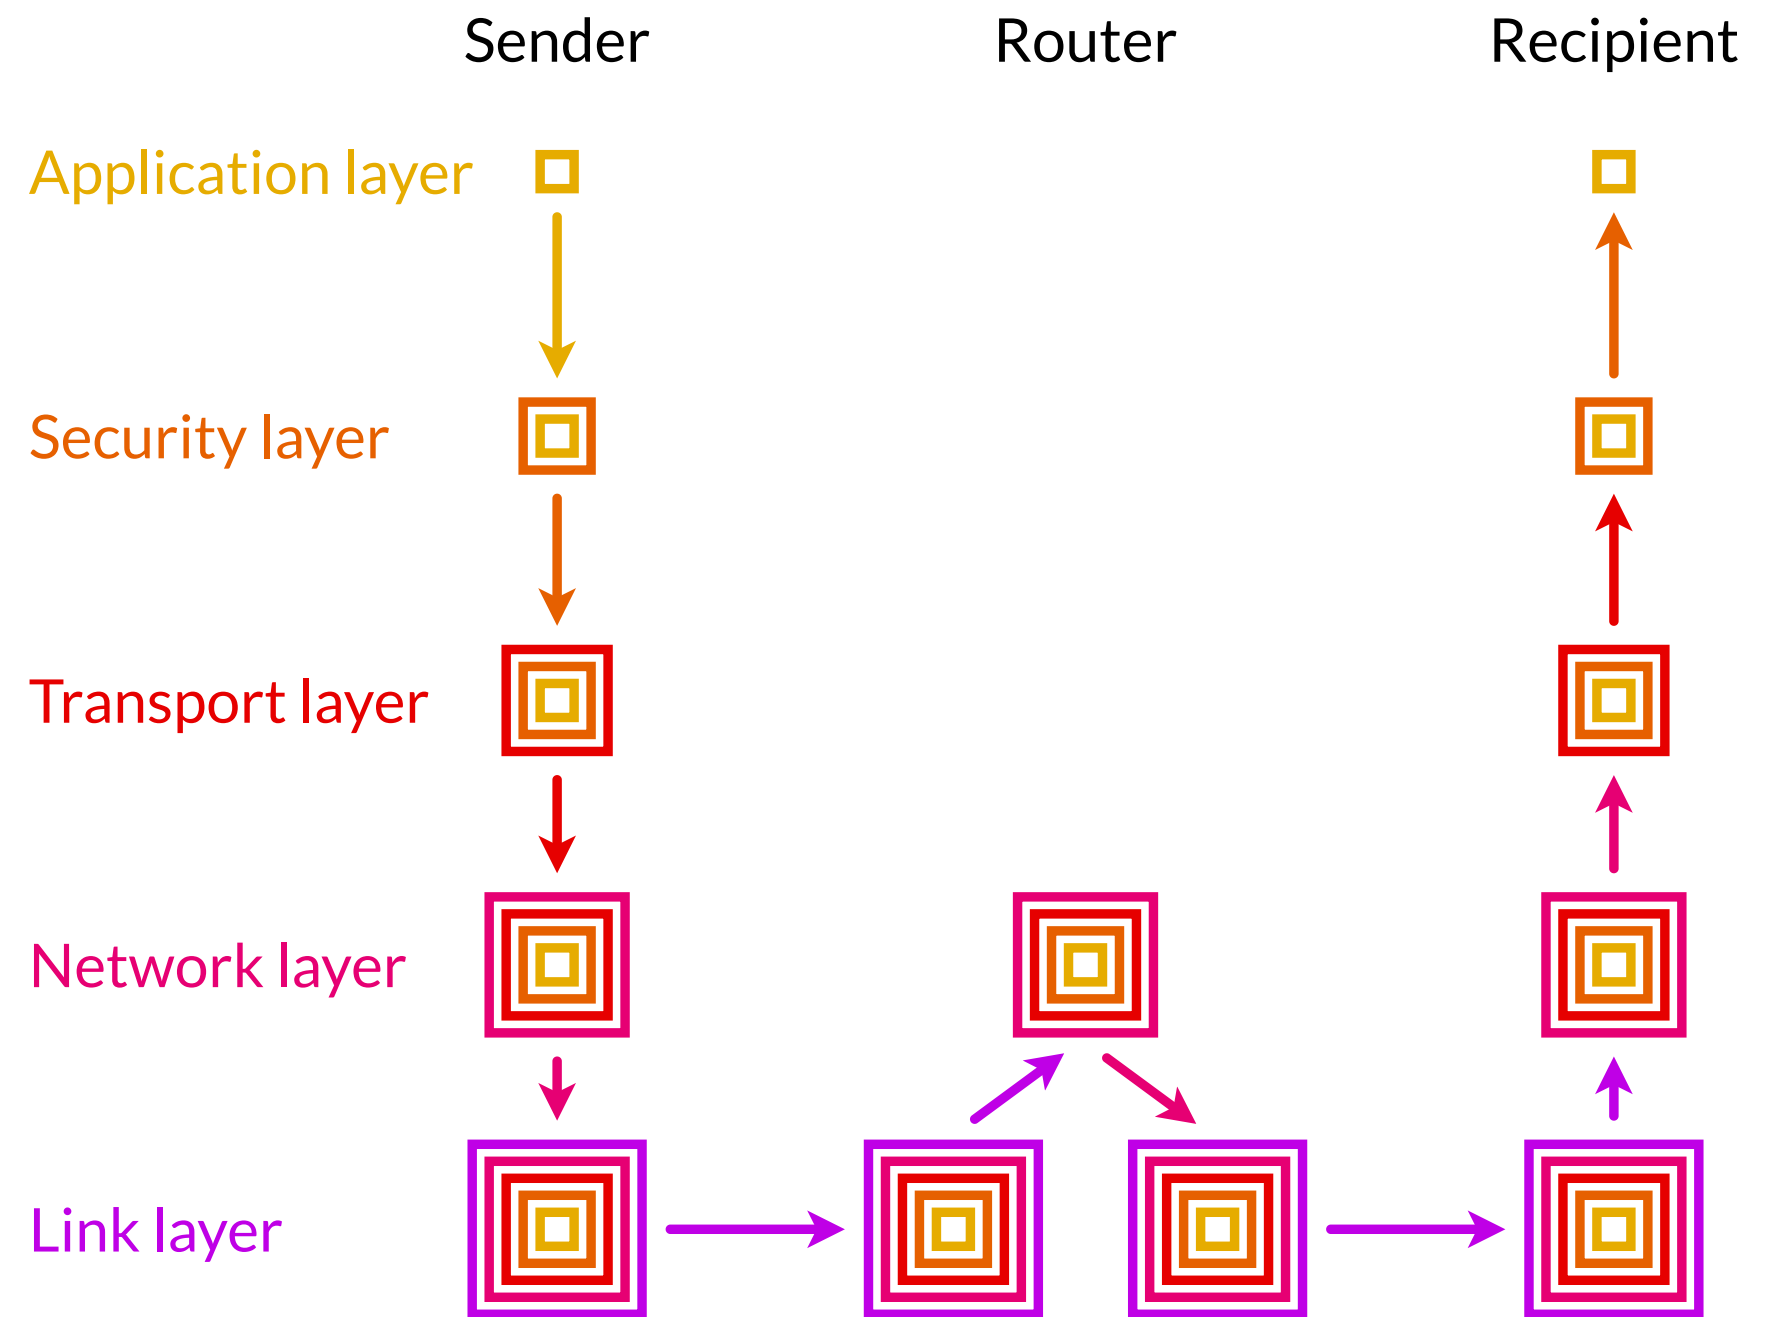 Sender
Router
Recipient
Application layer
Security layer
Transport layer
Network layer
Link layer